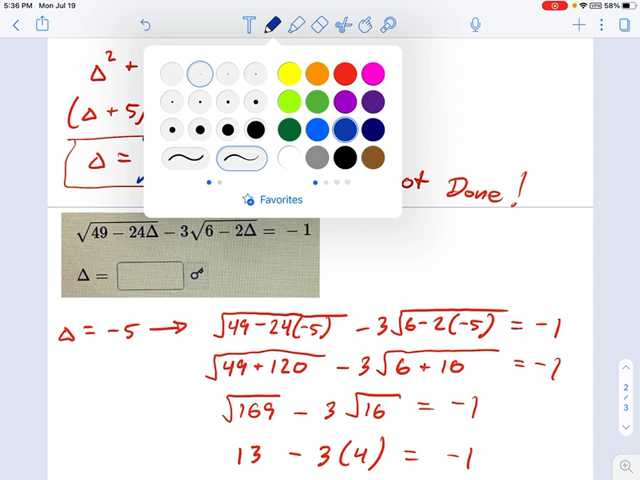 5:36 PM Mon Jul 19
58%
Δ² +
(Δ + 5)
Δ =
Favorites
ot Done!
√49 − 24Δ − 3√6 − 2Δ = − 1
Δ =
Δ = −5 → √49 − 24(−5) − 3√6 − 2(−5) = −1
√49 + 120 − 3√6 + 10 = −1
√169 − 3√16 = −1
13 − 3(4) = −1
2
/
3